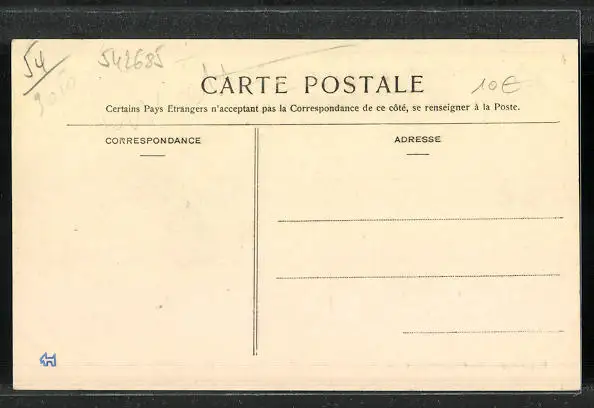 54
542685
CARTE POSTALE
10€
Certains Pays Etrangers n'acceptant pas la Correspondance de ce côté, se renseigner à la Poste.
CORRESPONDANCE
ADRESSE